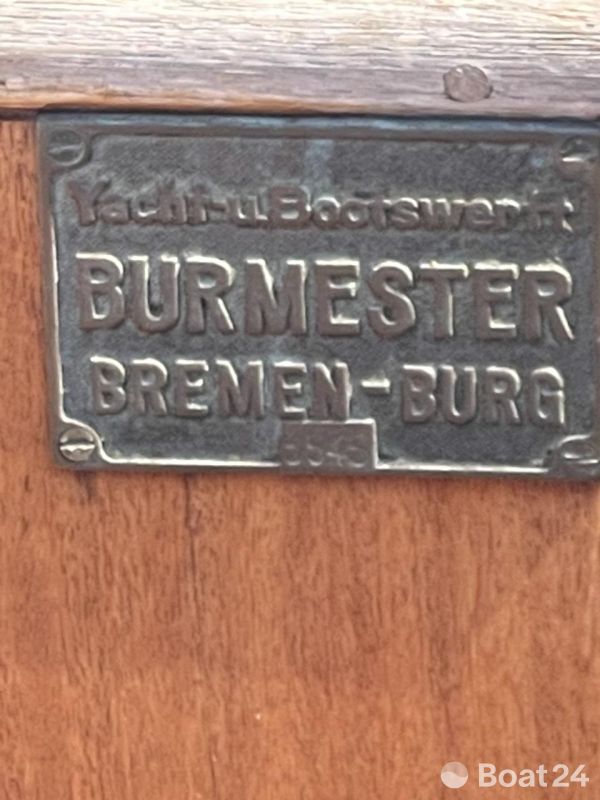 Yacht-u.Bootswerft
BURMESTER
BREMEN-BURG
Boat24